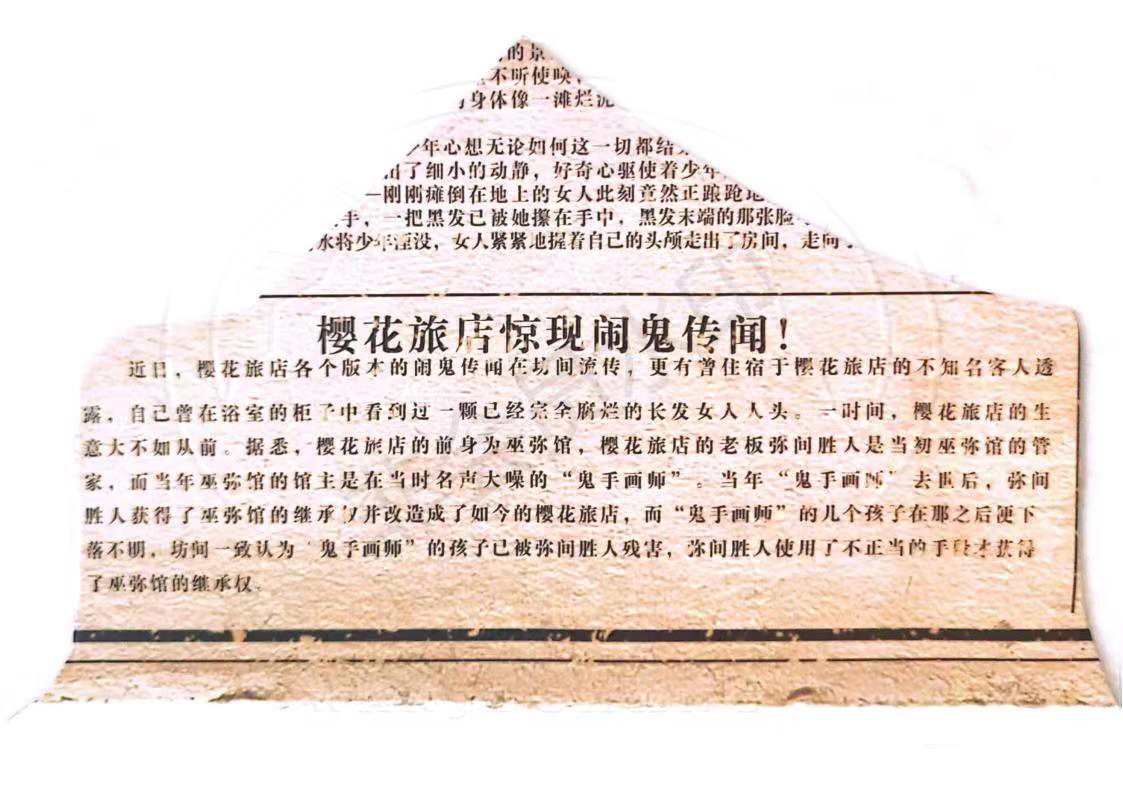 的景
不听使唤，
身体像一滩烂泥
少年心想无论如何这一切都结
出了细小的动静，好奇心驱使着少年
一刚刚瘫倒在地上的女人此刻竟然正踉跄地
手，一把黑发已被她攥在手中，黑发末端的那张脸
水将少年湮没，女人紧紧地握着自己的头颅走出了房间，走向
樱花旅店惊现闹鬼传闻！
近日，樱花旅店各个版本的闹鬼传闻在坊间流传，更有曾住宿于樱花旅店的不知名客人透
露，自己曾在浴室的柜子中看到过一颗已经完全腐烂的长发女人人头。一时间，樱花旅店的生
意大不如从前。据悉，樱花旅店的前身为巫弥馆，樱花旅店的老板弥间胜人是当初巫弥馆的管
家，而当年巫弥馆的馆主是在当时名声大噪的“鬼手画师”。当年“鬼手画师”去世后，弥间
胜人获得了巫弥馆的继承权并改造成了如今的樱花旅店，而“鬼手画师”的几个孩子在那之后便下
落不明，坊间一致认为“鬼手画师”的孩子已被弥间胜人残害，弥间胜人使用了不正当的手段才获得
了巫弥馆的继承权。